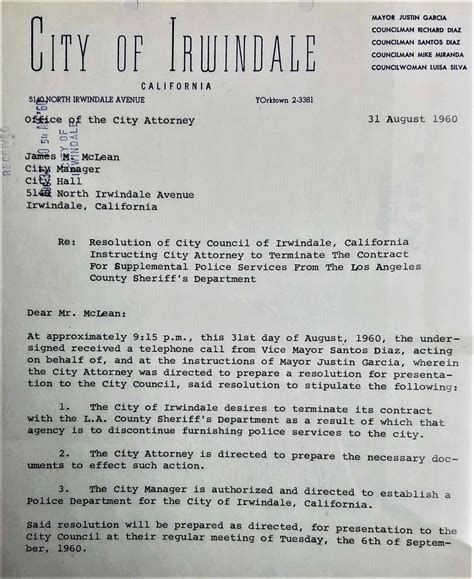 CITY OF IRWINDALE
CALIFORNIA
MAYOR JUSTIN GARCIA
COUNCILMAN RICHARD DIAZ
COUNCILMAN SANTOS DIAZ
COUNCILMAN MIKE MIRANDA
COUNCILWOMAN LUISA SILVA
5140 NORTH IRWINDALE AVENUE YOrktown 2-3381
Office of the City Attorney 31 August 1960
RECEIVED
CITY OF
IRWINDALE
James M. McLean
City Manager
City Hall
5140 North Irwindale Avenue
Irwindale, California
Re: Resolution of City Council of Irwindale, California
Instructing City Attorney to Terminate The Contract
For Supplemental Police Services From The Los Angeles
County Sheriff's Department
Dear Mr. McLean:
At approximately 9:15 p.m., this 31st day of August, 1960, the under-
signed received a telephone call from Vice Mayor Santos Diaz, acting
on behalf of, and at the instructions of Mayor Justin Garcia, wherein
the City Attorney was directed to prepare a resolution for presenta-
tion to the City Council, said resolution to stipulate the following:
1. The City of Irwindale desires to terminate its contract
with the L.A. County Sheriff's Department as a result of which that
agency is to discontinue furnishing police services to the city.
2. The City Attorney is directed to prepare the necessary doc-
uments to effect such action.
3. The City Manager is authorized and directed to establish a
Police Department for the City of Irwindale, California.
Said resolution will be prepared as directed, for presentation to the
City Council at their regular meeting of Tuesday, the 6th of Septem-
ber, 1960.